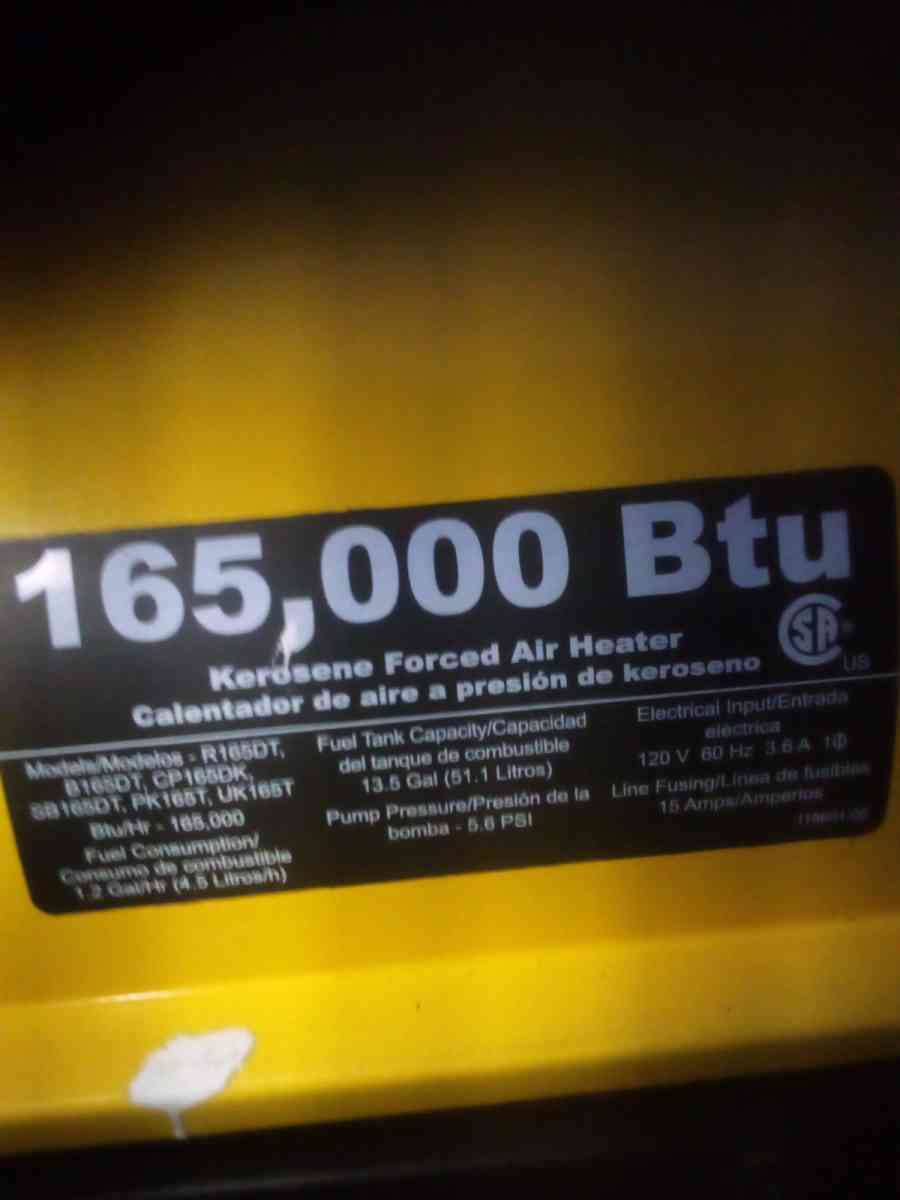 165,000 Btu
Kerosene Forced Air Heater
Calentador de aire a presión de keroseno
SA
US
Models/Modelos - R165DT,
B165DT, CP165DK,
SB165DT, PK165T, UK165T
Btu/Hr - 165,000
Fuel Consumption/
Consumo de combustible
1.2 Gal/Hr (4.5 Litros/h)
Fuel Tank Capacity/Capacidad
del tanque de combustible
13.5 Gal (51.1 Litros)
Pump Pressure/Presión de la
bomba - 5.6 PSI
Electrical Input/Entrada
eléctrica
120 V 60 Hz 3.6 A 1Φ
Line Fusing/Línea de fusibles
15 Amps/Amperios